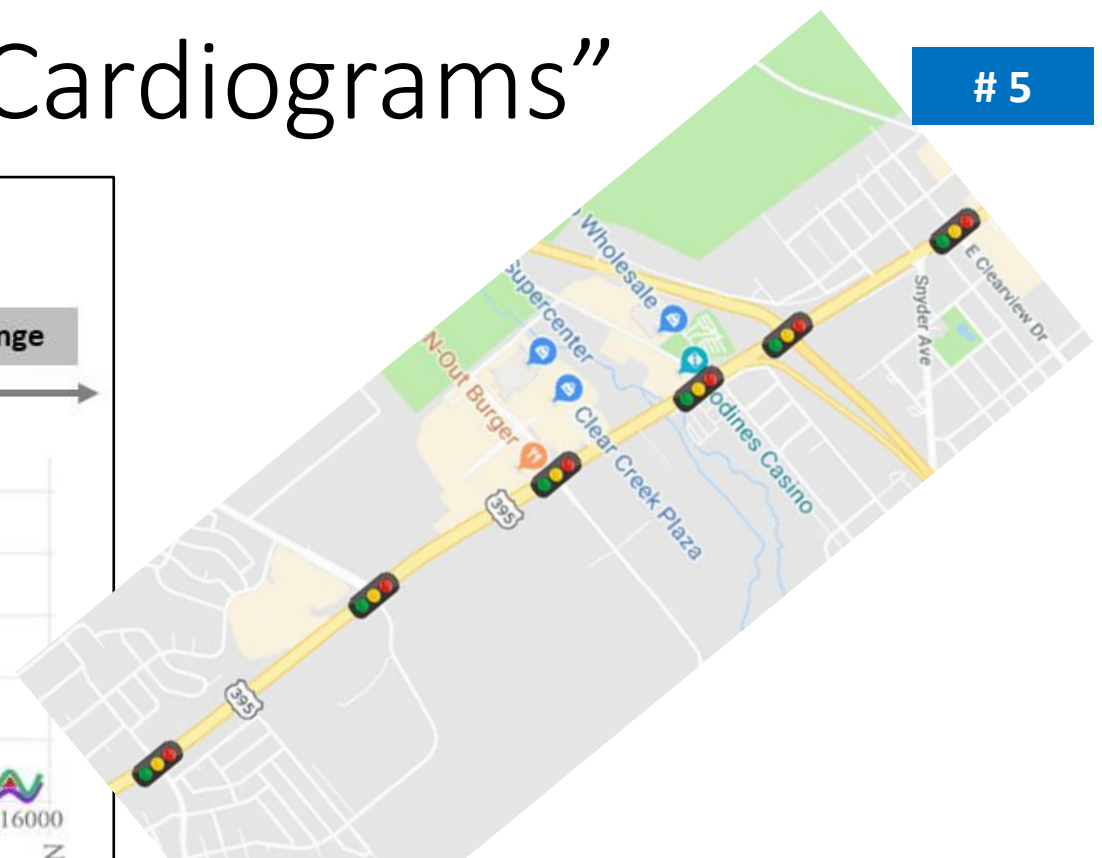 Cardiograms”
# 5
nge
Wholesale
Supercenter
N-Out Burger
Clear Creek Plaza
odines Casino
E Clearview Dr
Snyder Ave
395
395
16000
N